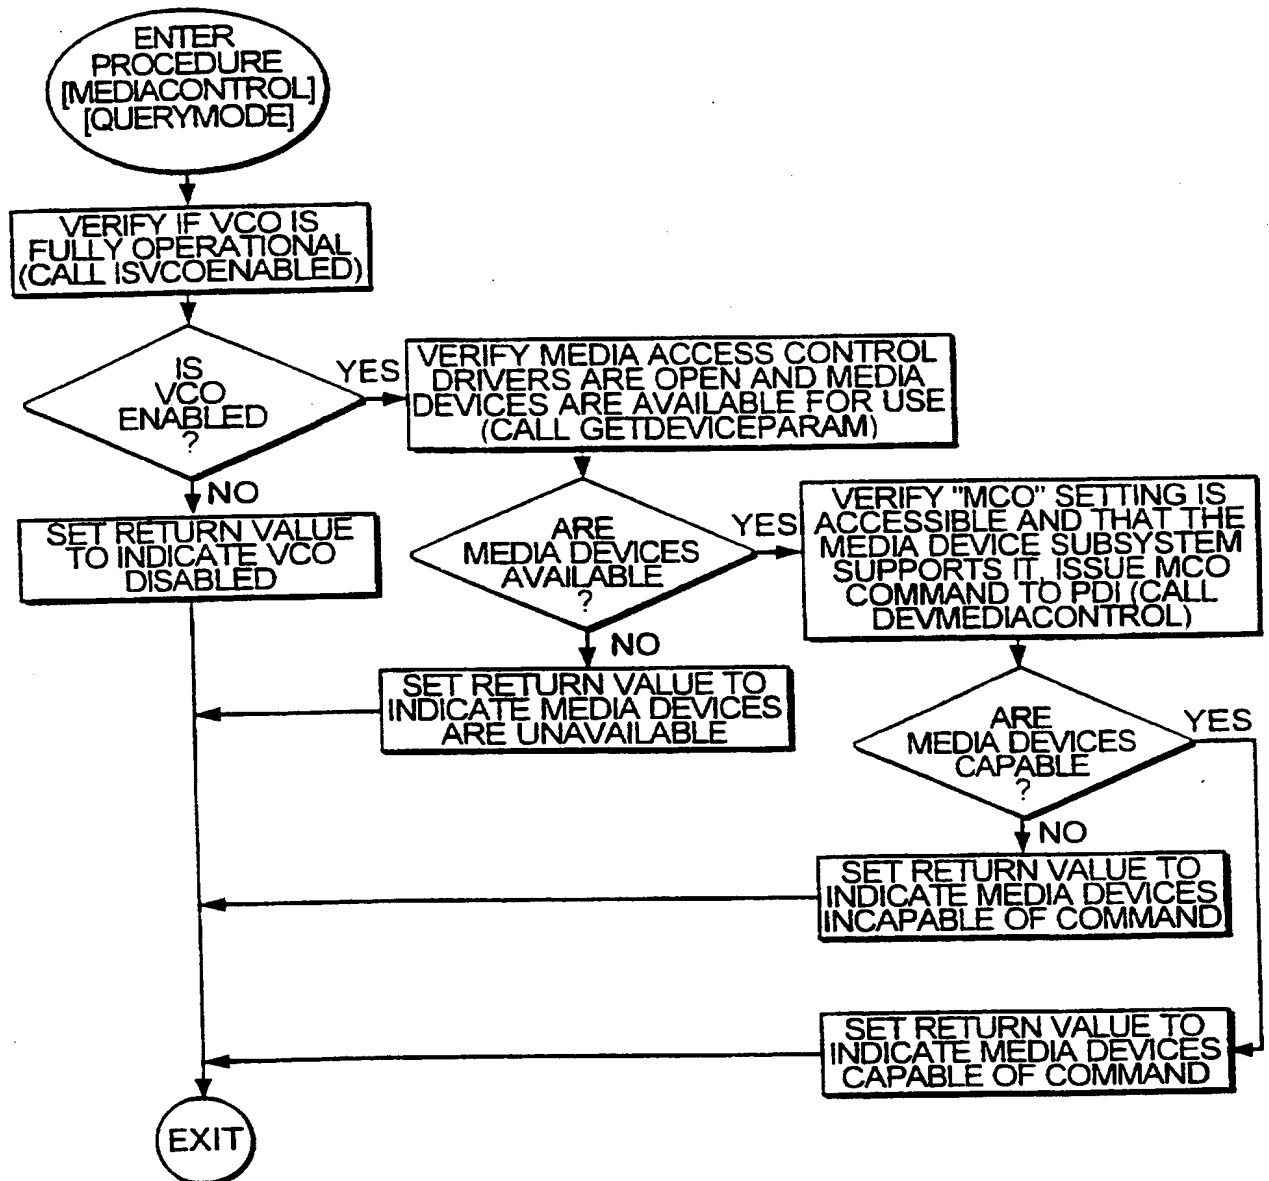 ENTER
PROCEDURE
[MEDIACONTROL]
[QUERYMODE]
VERIFY IF VCO IS
FULLY OPERATIONAL
(CALL ISVCOENABLED)
IS
VCO
ENABLED
?
YES
NO
VERIFY MEDIA ACCESS CONTROL
DRIVERS ARE OPEN AND MEDIA
DEVICES ARE AVAILABLE FOR USE
(CALL GETDEVICEPARAM)
SET RETURN VALUE
TO INDICATE VCO
DISABLED
ARE
MEDIA DEVICES
AVAILABLE
?
YES
NO
VERIFY "MCO" SETTING IS
ACCESSIBLE AND THAT THE
MEDIA DEVICE SUBSYSTEM
SUPPORTS IT, ISSUE MCO
COMMAND TO PDI (CALL
DEVMEDIACONTROL)
SET RETURN VALUE TO
INDICATE MEDIA DEVICES
ARE UNAVAILABLE
ARE
MEDIA DEVICES
CAPABLE
?
YES
NO
SET RETURN VALUE TO
INDICATE MEDIA DEVICES
INCAPABLE OF COMMAND
SET RETURN VALUE TO
INDICATE MEDIA DEVICES
CAPABLE OF COMMAND
EXIT